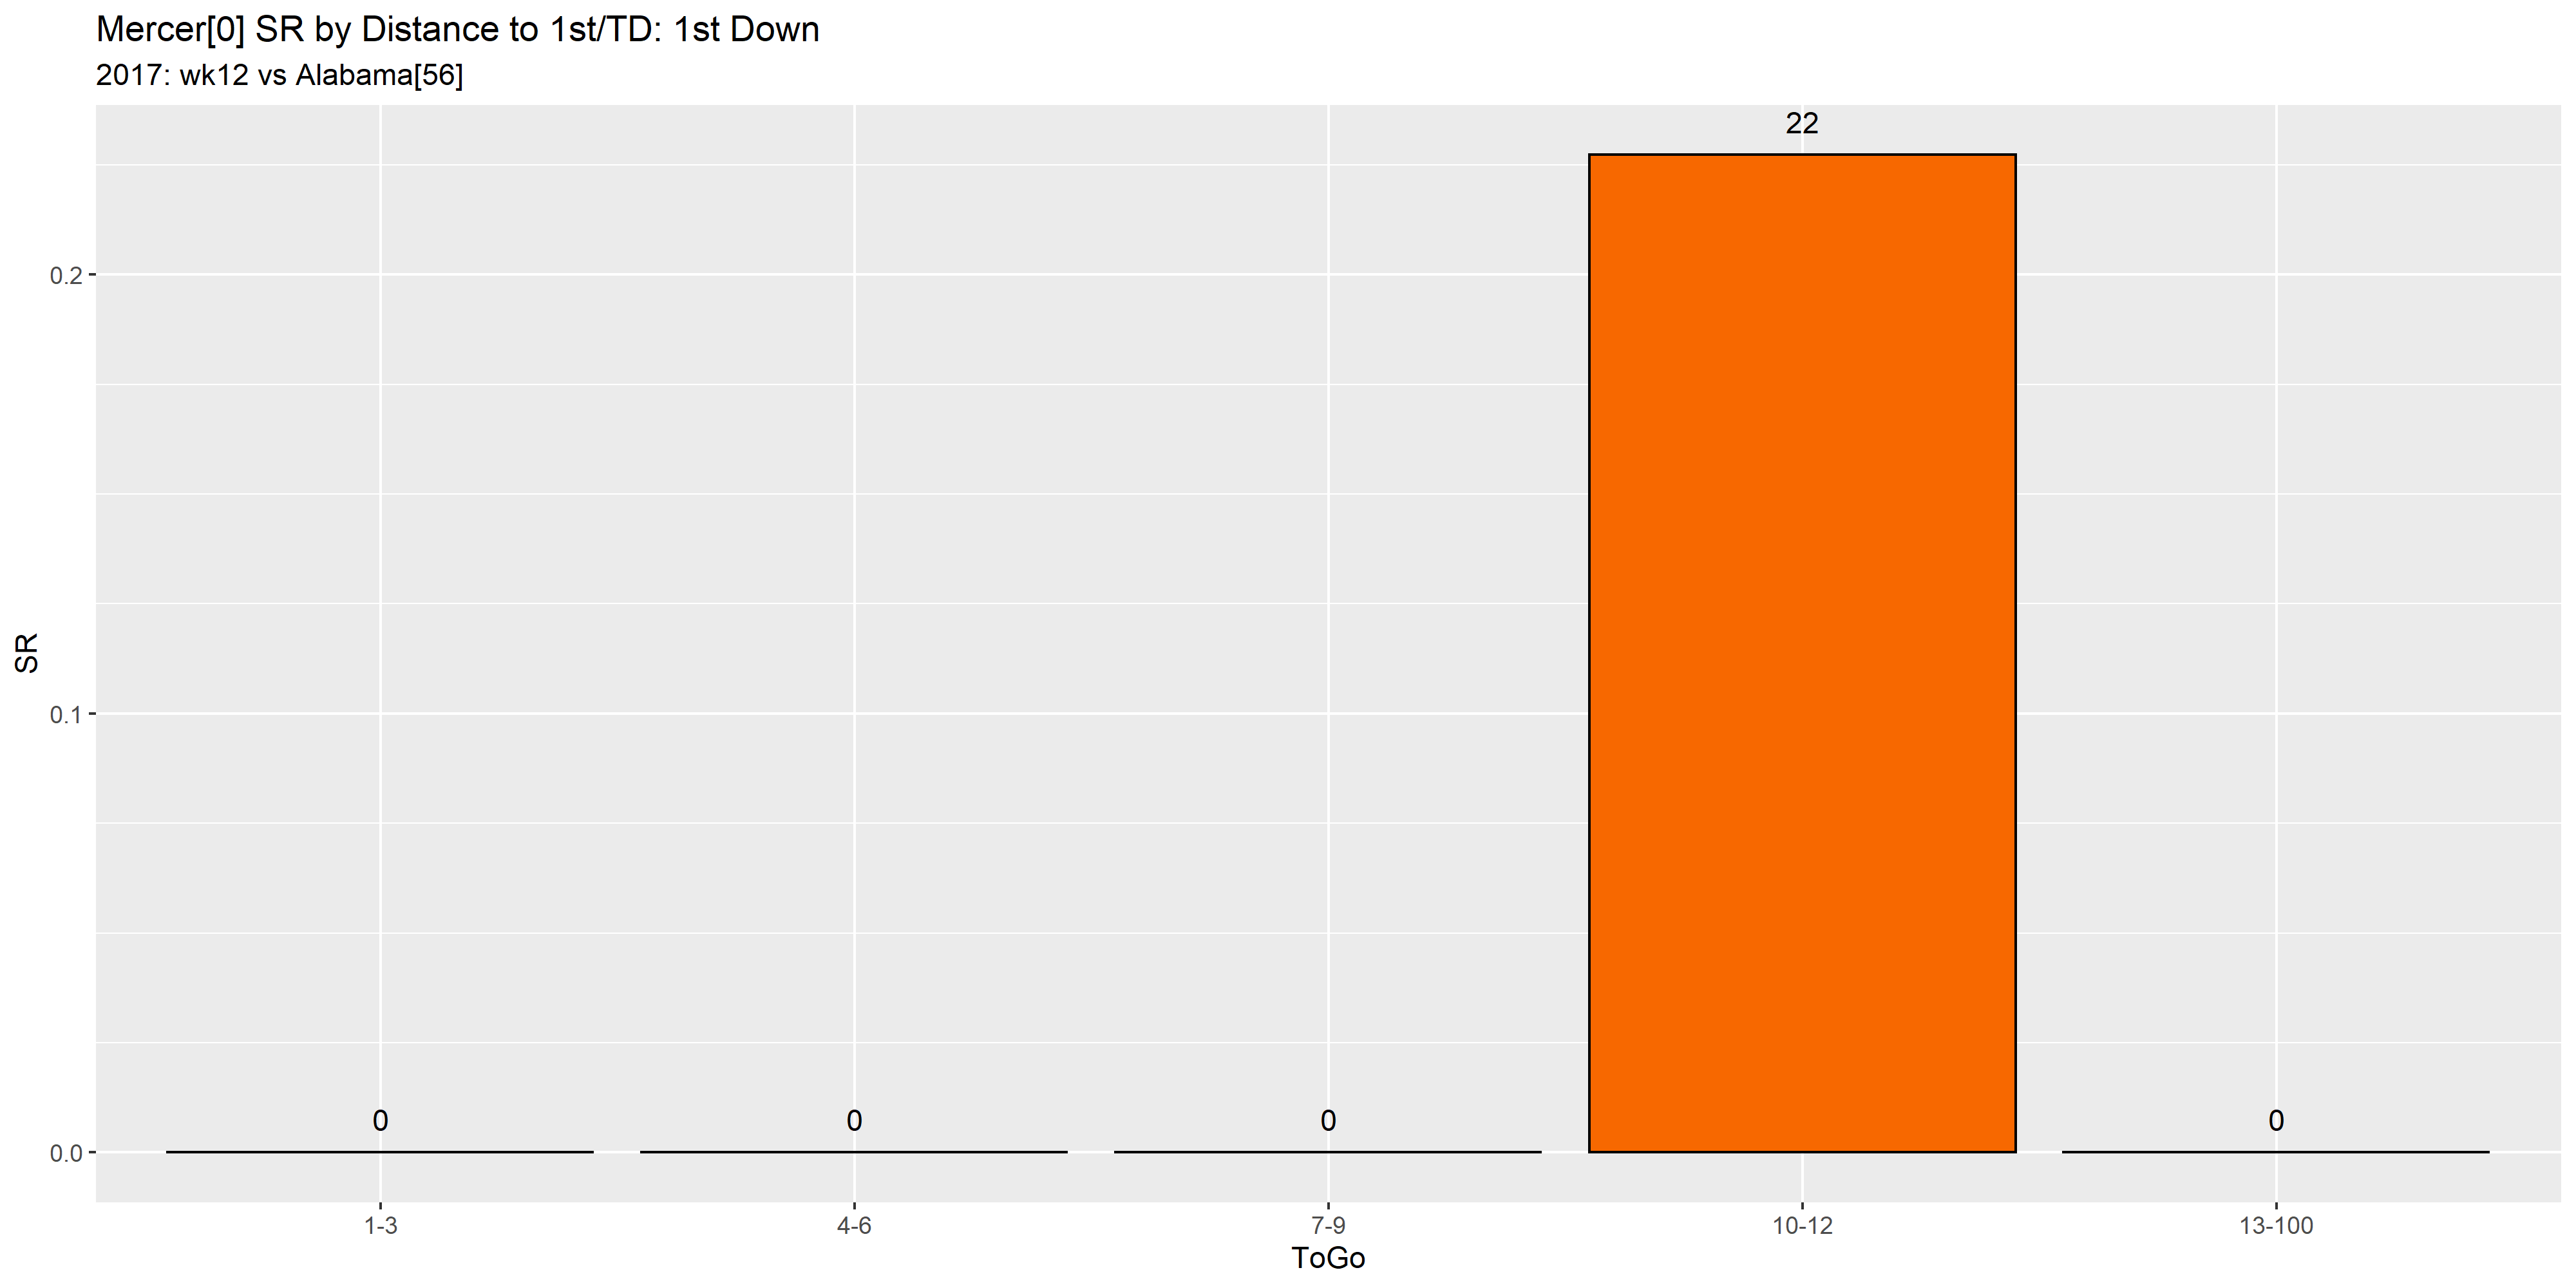 Mercer[0] SR by Distance to 1st/TD: 1st Down
2017: wk12 vs Alabama[56]
22
0.2
SR
0.1
0 0 0 0
0.0
1-3 4-6 7-9 10-12 13-100
ToGo